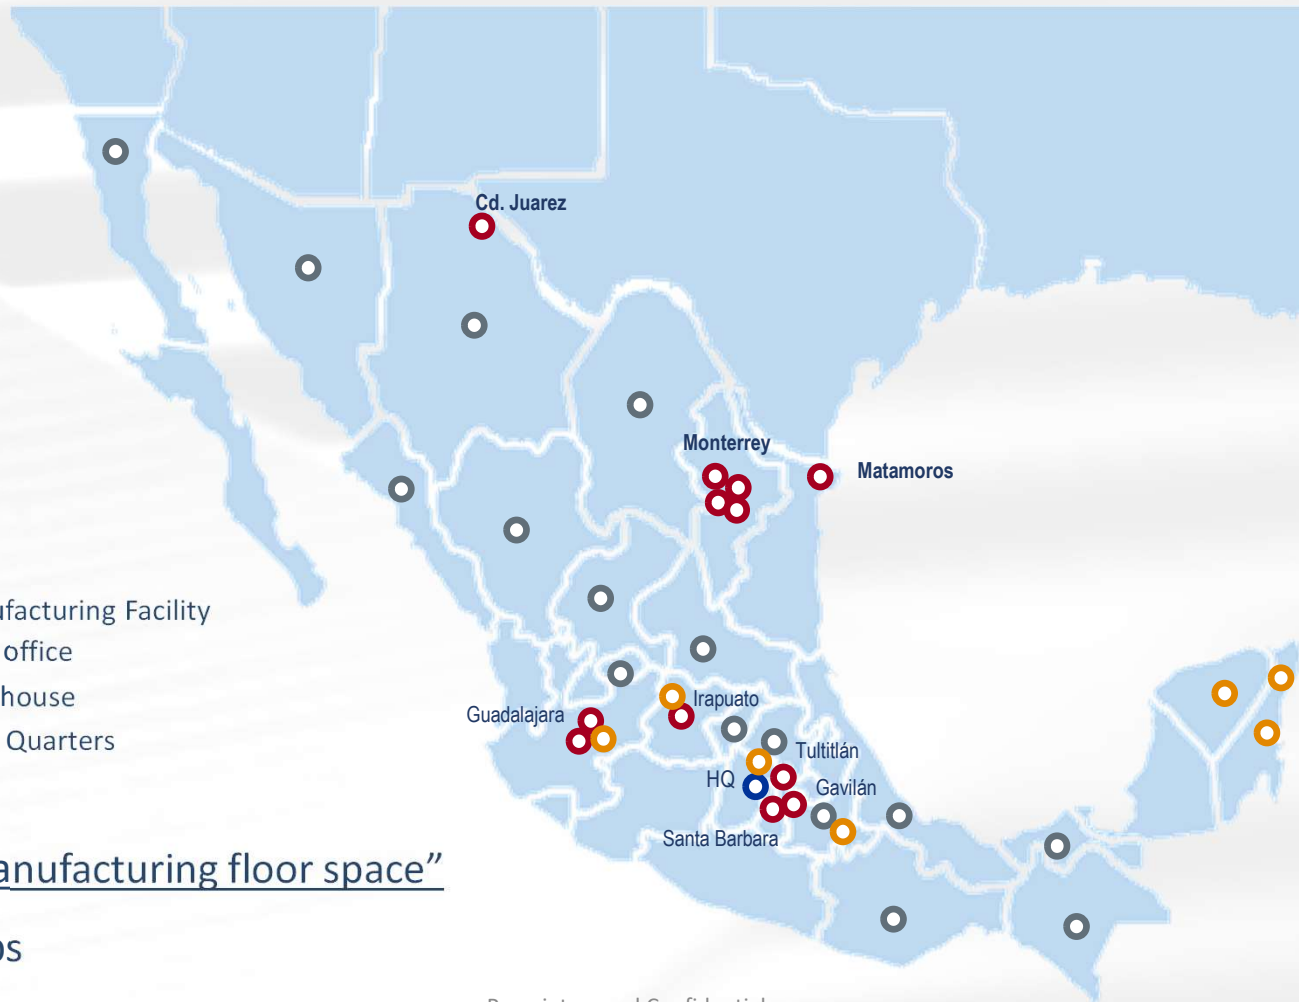 Cd. Juarez
Monterrey
Matamoros
ufacturing Facility
office
house
Quarters
Guadalajara
Irapuato
Tultitlán
HQ
Gavilán
Santa Barbara
anufacturing floor space”
os